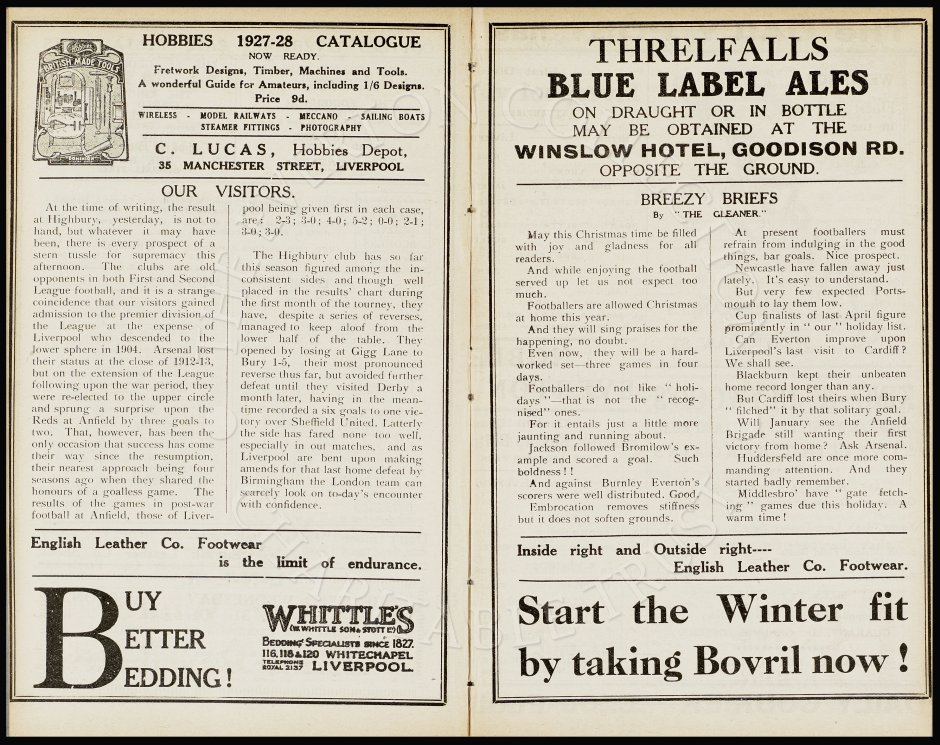 HOBBIES 1927-28 CATALOGUE
NOW READY.
Fretwork Designs, Timber, Machines and Tools.
A wonderful Guide for Amateurs, including 1/6 Designs.
Price 9d.
WIRELESS - MODEL RAILWAYS - MECCANO - SAILING BOATS
STEAMER FITTINGS - PHOTOGRAPHY
C. LUCAS, Hobbies Depot,
35 MANCHESTER STREET, LIVERPOOL
Hobbies
BRITISH MADE TOOLS
DOMINION
OUR VISITORS.
At the time of writing, the result
at Highbury, yesterday, is not to
hand, but whatever it may have
been, there is every prospect of a
stern tussle for supremacy this
afternoon. The clubs are old
opponents in both First and Second
League football, and it is a strange
coincidence that our visitors gained
admission to the premier division of
the League at the expense of
Liverpool who descended to the
lower sphere in 1904. Arsenal lost
their status at the close of 1912-13,
but on the extension of the League
following upon the war period, they
were re-elected to the upper circle
and sprung a surprise upon the
Reds at Anfield by three goals to
two. That, however, has been the
only occasion that success has come
their way since the resumption,
their nearest approach being four
seasons ago when they shared the
honours of a goalless game. The
results of the games in post-war
football at Anfield, those of Liver-
pool being given first in each case,
are: 2-3; 3-0; 4-0; 5-2; 0-0; 2-1;
3-0; 3-0.
The Highbury club has so far
this season figured among the in-
consistent sides and though well
placed in the results' chart during
the first month of the tourney, they
have, despite a series of reverses,
managed to keep aloof from the
lower half of the table. They
opened by losing at Gigg Lane to
Bury 1-5, their most pronounced
reverse thus far, but avoided further
defeat until they visited Derby a
month later, having in the mean-
time recorded a six goals to one vic-
tory over Sheffield United. Latterly
the side has fared none too well,
especially in out matches, and as
Liverpool are bent upon making
amends for that last home defeat by
Birmingham the London team can
scarcely look on to-day's encounter
with confidence.
English Leather Co. Footwear
is the limit of endurance.
BUY
BETTER
BEDDING!
WHITTLE'S
(W. WHITTLE SON & STOTT LD)
BEDDING SPECIALISTS SINCE 1827.
116, 118 & 120 WHITECHAPEL
TELEPHONE ROYAL 2137 LIVERPOOL.
THRELFALLS
BLUE LABEL ALES
ON DRAUGHT OR IN BOTTLE
MAY BE OBTAINED AT THE
WINSLOW HOTEL, GOODISON RD.
OPPOSITE THE GROUND.
BREEZY BRIEFS
By "THE GLEANER."
May this Christmas time be filled
with joy and gladness for all
readers.
And while enjoying the football
served up let us not expect too
much.
Footballers are allowed Christmas
at home this year.
And they will sing praises for the
happening, no doubt.
Even now, they will be a hard-
worked set—three games in four
days.
Footballers do not like "holi-
days"—that is not the "recog-
nised" ones.
For it entails just a little more
jaunting and running about.
Jackson followed Bromilow's ex-
ample and scored a goal. Such
boldness!!
And against Burnley Everton's
scorers were well distributed. Good.
Embrocation removes stiffness
but it does not soften grounds.
At present footballers must
refrain from indulging in the good
things, bar goals. Nice prospect.
Newcastle have fallen away just
lately. It's easy to understand.
But very few expected Ports-
mouth to lay them low.
Cup finalists of last April figure
prominently in "our" holiday list.
Can Everton improve upon
Liverpool's last visit to Cardiff?
We shall see.
Blackburn kept their unbeaten
home record longer than any.
But Cardiff lost theirs when Bury
"filched" it by that solitary goal.
Will January see the Anfield
Brigade still wanting their first
victory from home? Ask Arsenal.
Huddersfeld are once more com-
manding attention. And they
started badly remember.
Middlesbro' have "gate fetch-
ing" games due this holiday. A
warm time!
Inside right and Outside right----
English Leather Co. Footwear.
Start the Winter fit
by taking Bovril now!